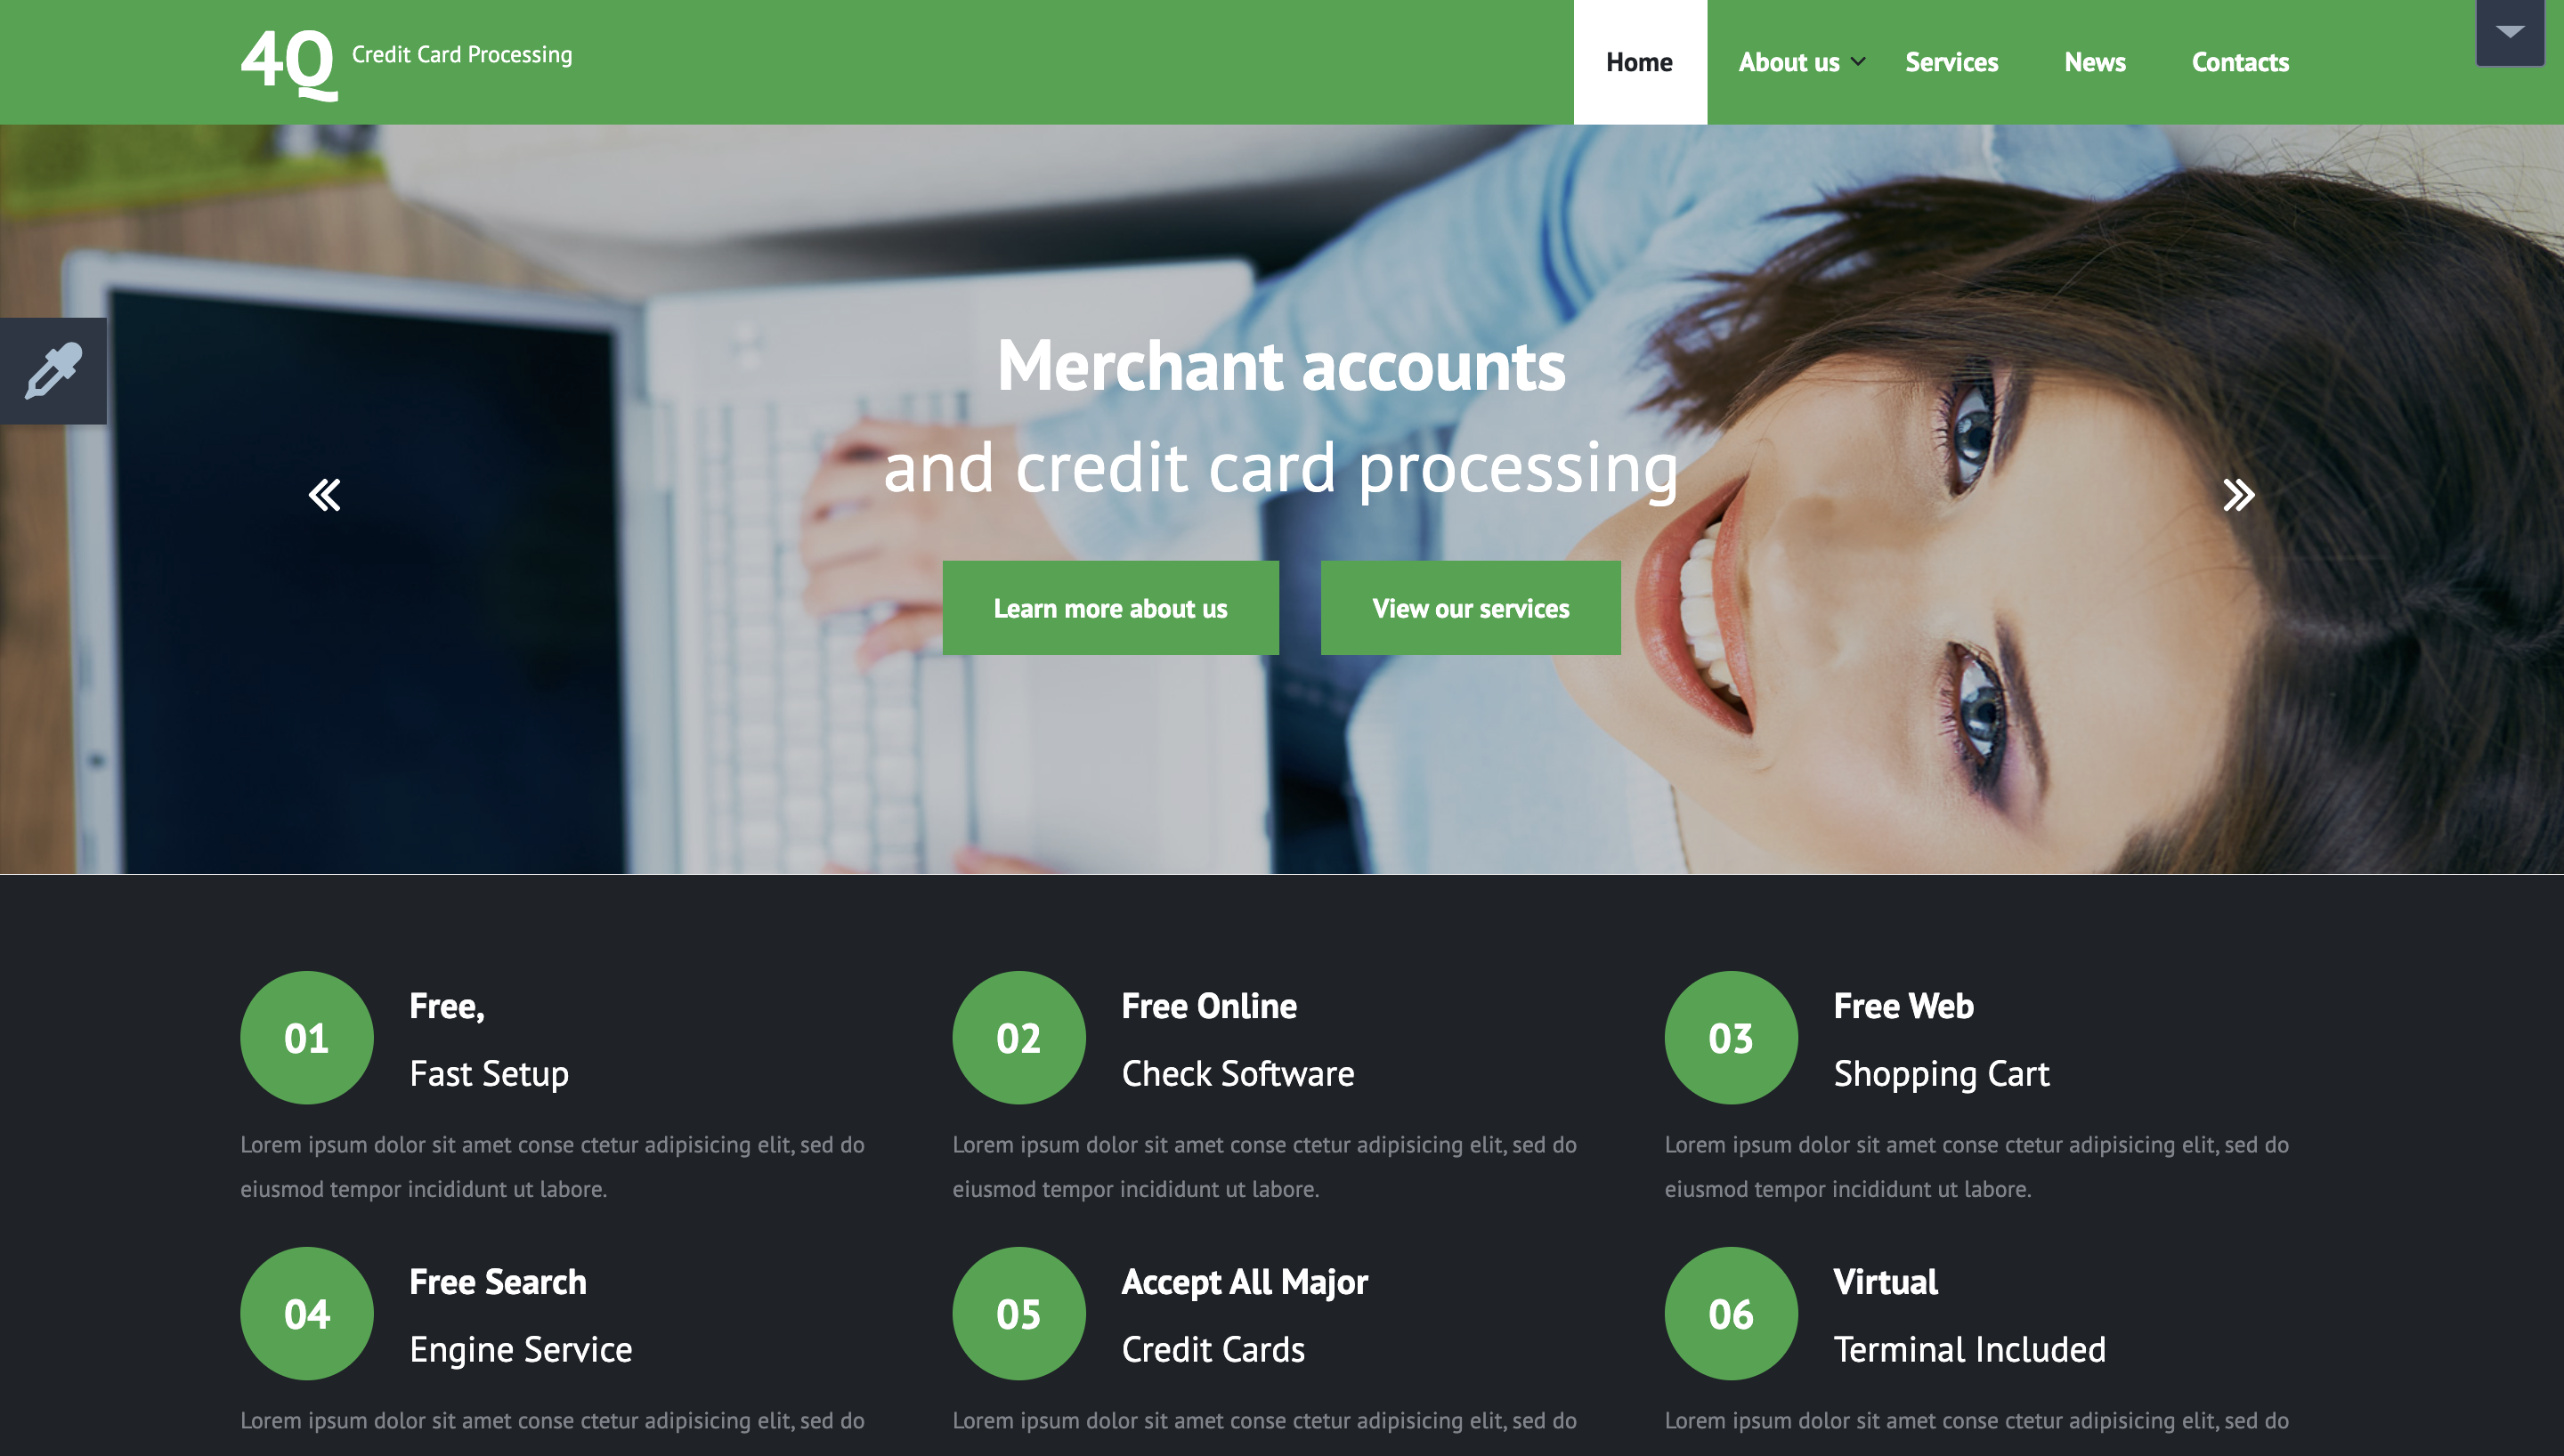 4Q Credit Card Processing
Home About us Services News Contacts
Merchant accounts
and credit card processing
Learn more about us
View our services
01
Free,
Fast Setup
Lorem ipsum dolor sit amet conse ctetur adipisicing elit, sed do
eiusmod tempor incididunt ut labore.
02
Free Online
Check Software
Lorem ipsum dolor sit amet conse ctetur adipisicing elit, sed do
eiusmod tempor incididunt ut labore.
03
Free Web
Shopping Cart
Lorem ipsum dolor sit amet conse ctetur adipisicing elit, sed do
eiusmod tempor incididunt ut labore.
04
Free Search
Engine Service
Lorem ipsum dolor sit amet conse ctetur adipisicing elit, sed do
05
Accept All Major
Credit Cards
Lorem ipsum dolor sit amet conse ctetur adipisicing elit, sed do
06
Virtual
Terminal Included
Lorem ipsum dolor sit amet conse ctetur adipisicing elit, sed do